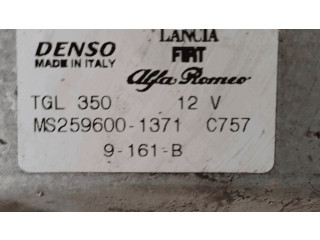 LANCIA
DENSO
MADE IN ITALY
FIAT
Alfa Romeo
TGL 350 12 V
MS259600-1371 C757
9-161-B